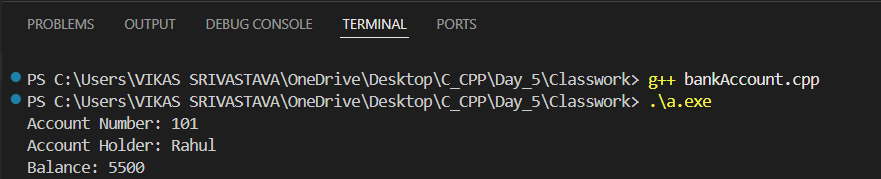 PROBLEMS OUTPUT DEBUG CONSOLE TERMINAL PORTS
PS C:\Users\VIKAS SRIVASTAVA\OneDrive\Desktop\C_CPP\Day_5\Classwork> g++ bankAccount.cpp
PS C:\Users\VIKAS SRIVASTAVA\OneDrive\Desktop\C_CPP\Day_5\Classwork> .\a.exe
Account Number: 101
Account Holder: Rahul
Balance: 5500